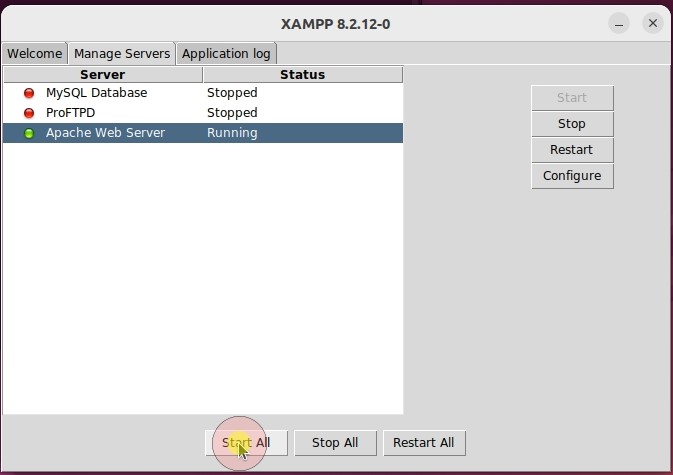 XAMPP 8.2.12-0
Welcome Manage Servers Application log
Server Status
MySQL Database Stopped
ProFTPD Stopped
Apache Web Server Running
Start
Stop
Restart
Configure
Start All Stop All Restart All